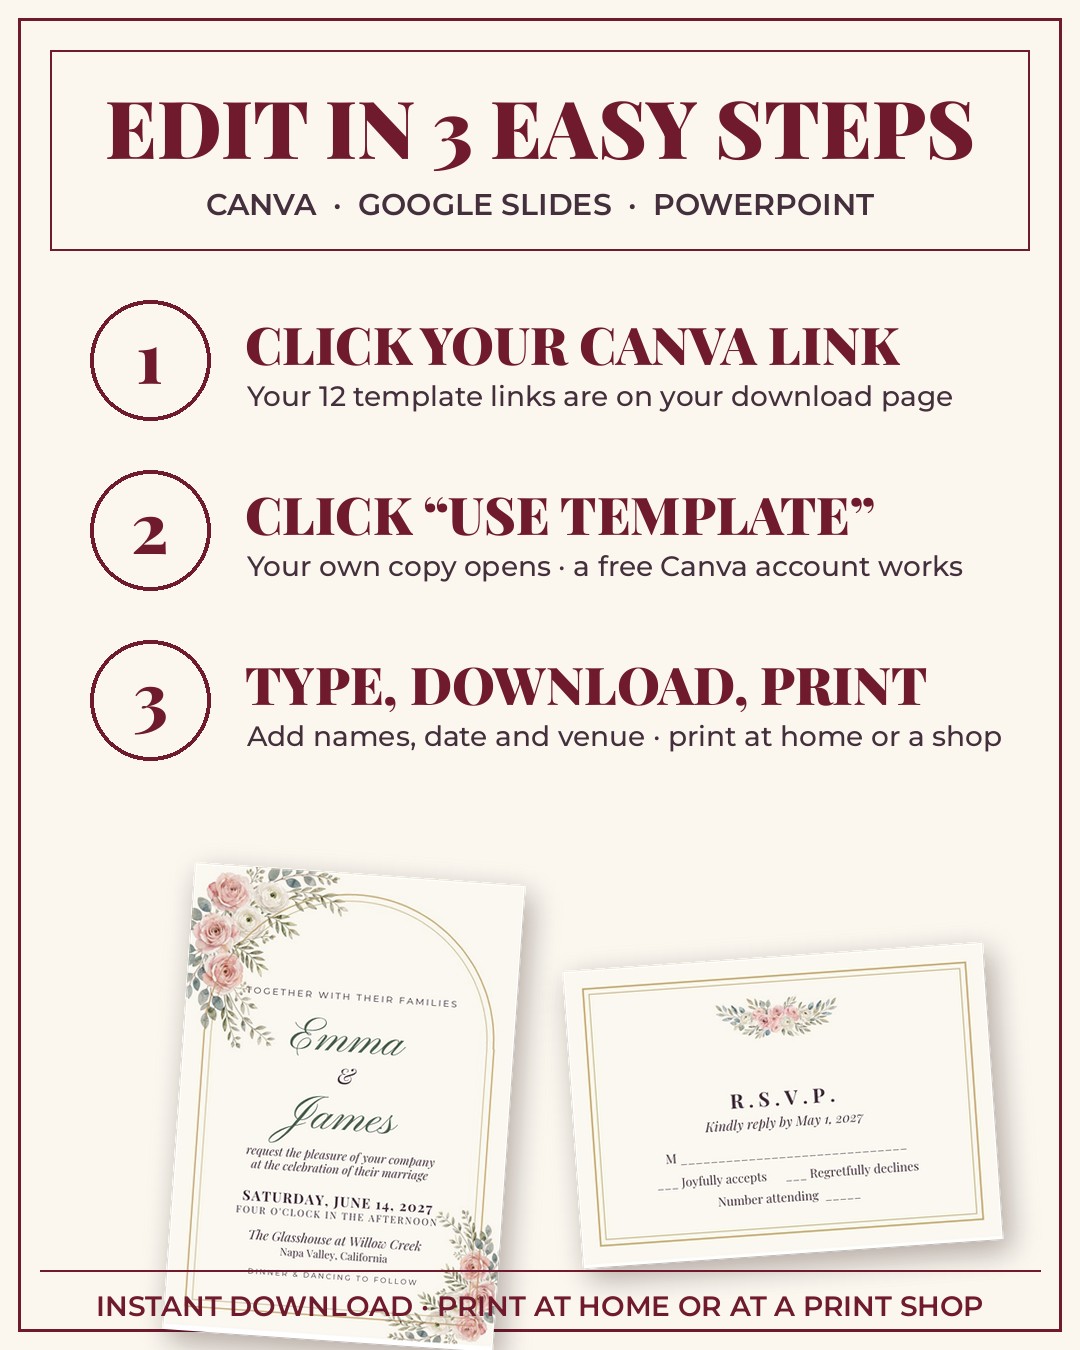 EDIT IN 3 EASY STEPS
CANVA · GOOGLE SLIDES · POWERPOINT
1
CLICK YOUR CANVA LINK
Your 12 template links are on your download page
2
CLICK “USE TEMPLATE”
Your own copy opens · a free Canva account works
3
TYPE, DOWNLOAD, PRINT
Add names, date and venue · print at home or a shop
TOGETHER WITH THEIR FAMILIES
Emma
&
James
request the pleasure of your company
at the celebration of their marriage
SATURDAY, JUNE 14, 2027
FOUR O'CLOCK IN THE AFTERNOON
The Glasshouse at Willow Creek
Napa Valley, California
DINNER & DANCING TO FOLLOW
R.S.V.P.
Kindly reply by May 1, 2027
M ____________________________
___ Joyfully accepts ___ Regretfully declines
Number attending _____
INSTANT DOWNLOAD · PRINT AT HOME OR AT A PRINT SHOP